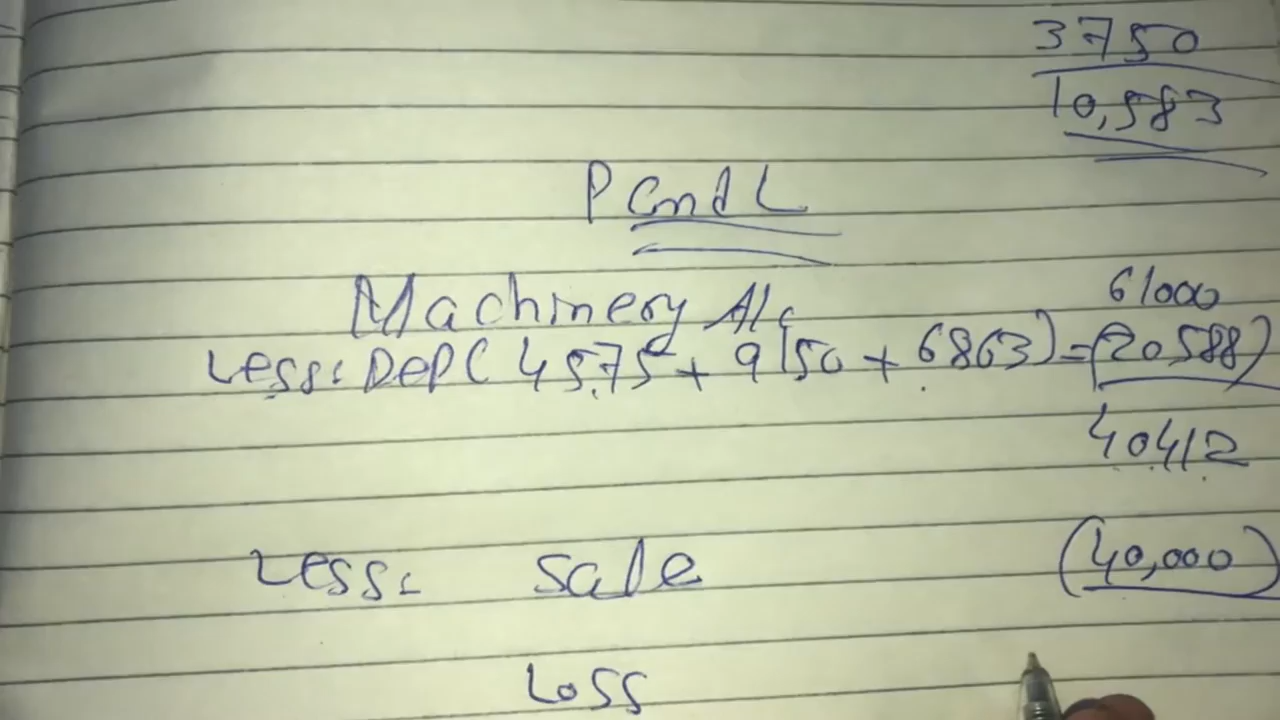 3750
10,583
P and L
Machinery A/c 61000
Less: Dep ( 4575 + 9150 + 6863) = (20588)
40412
Less: Sale (40,000)
Loss